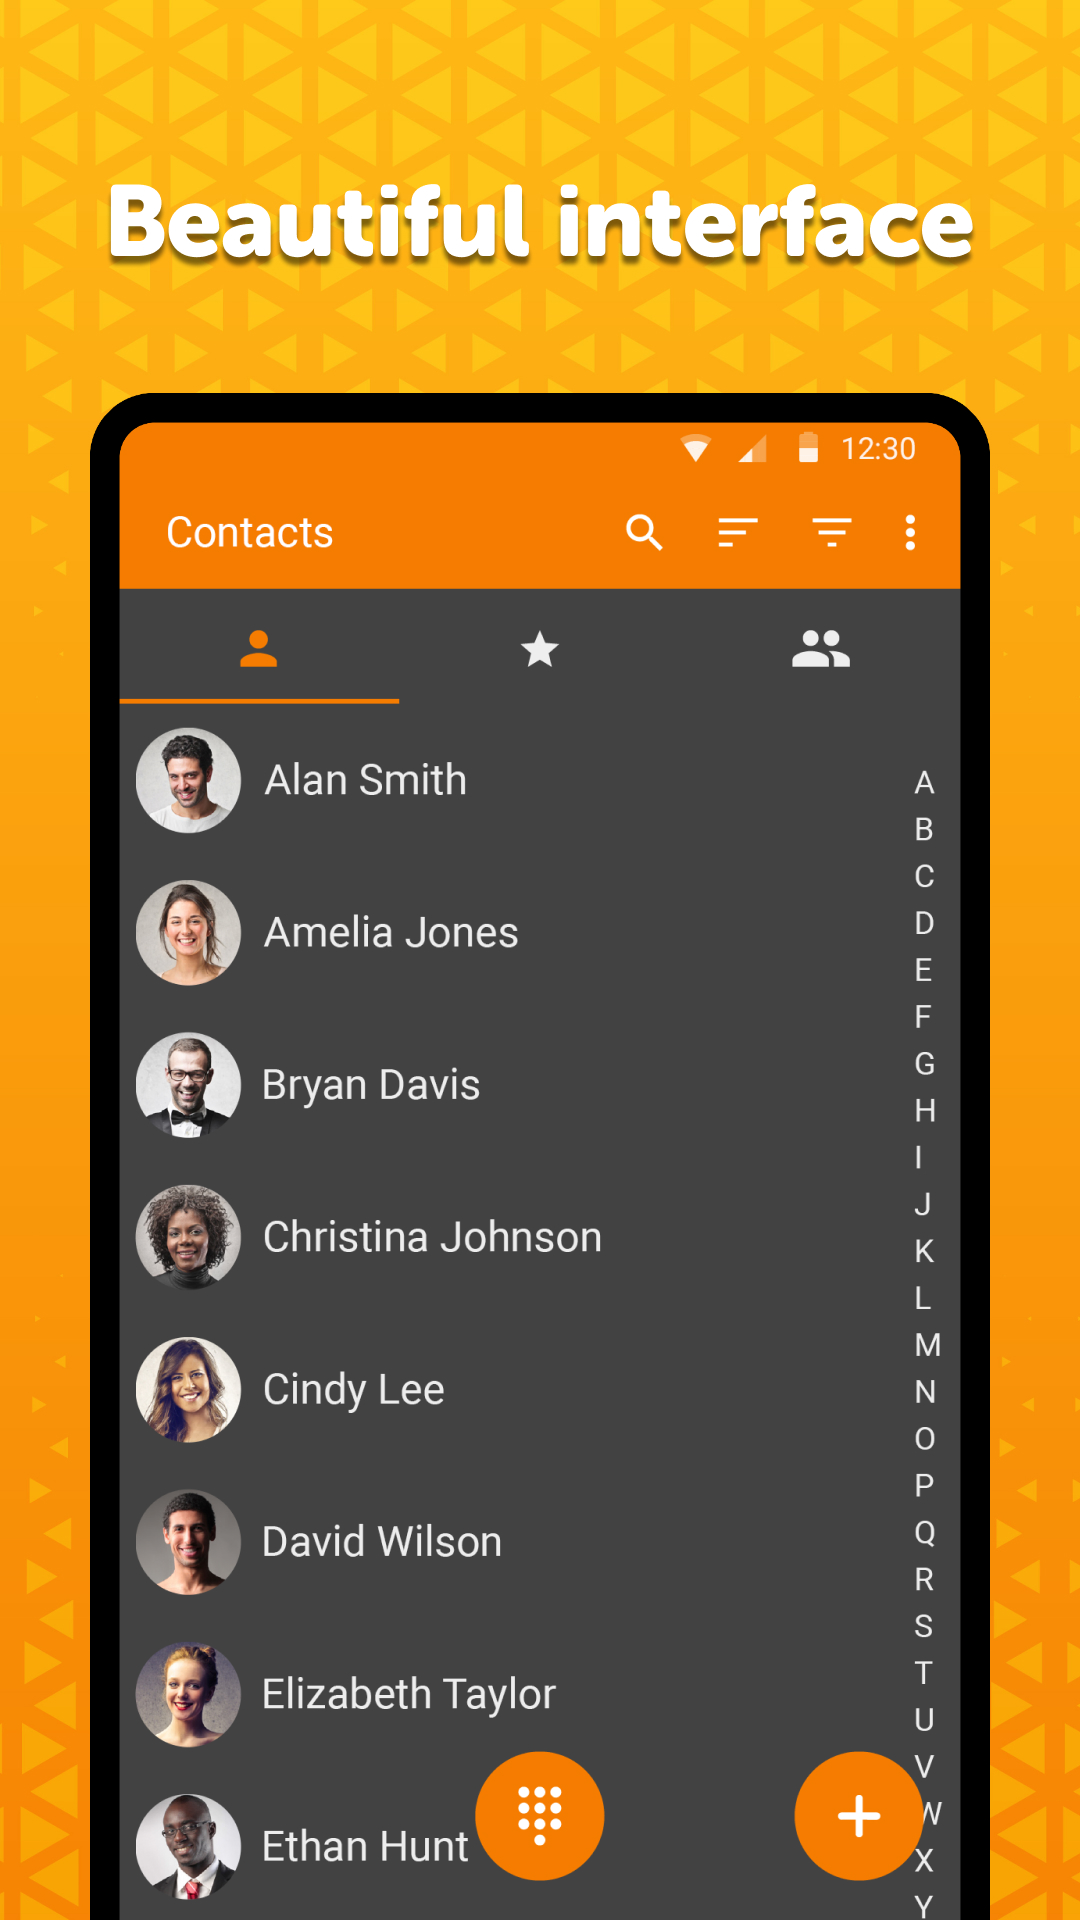 Beautiful interface
12:30
Contacts
Alan Smith
Amelia Jones
Bryan Davis
Christina Johnson
Cindy Lee
David Wilson
Elizabeth Taylor
Ethan Hunt
A
B
C
D
E
F
G
H
I
J
K
L
M
N
O
P
Q
R
S
T
U
V
W
X
Y